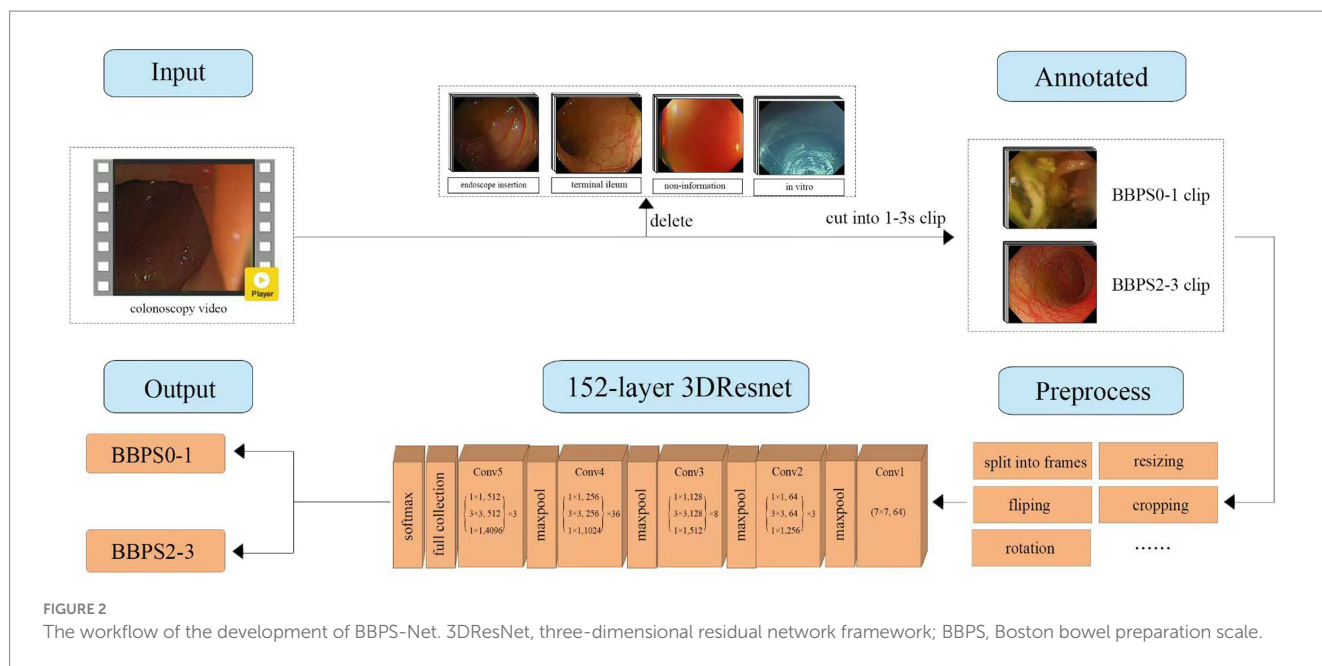 Input
Annotated
Player
colonoscopy video
endoscope insertion
terminal ileum
non-information
in vitro
delete
cut into 1-3s clip
BBPS0-1 clip
BBPS2-3 clip
Output
152-layer 3DResnet
Preprocess
BBPS0-1
BBPS2-3
softmax
full collection
Conv5
1×1, 512
3×3, 512 ×3
1×1,4096
maxpool
Conv4
1×1, 256
3×3, 256 ×36
1×1,1024
maxpool
Conv3
1×1,128
3×3,128 ×8
1×1,512
maxpool
Conv2
1×1, 64
3×3, 64 ×3
1×1,256
maxpool
Conv1
(7×7, 64)
split into frames
resizing
fliping
cropping
rotation
······
FIGURE 2
The workflow of the development of BBPS-Net. 3DResNet, three-dimensional residual network framework; BBPS, Boston bowel preparation scale.